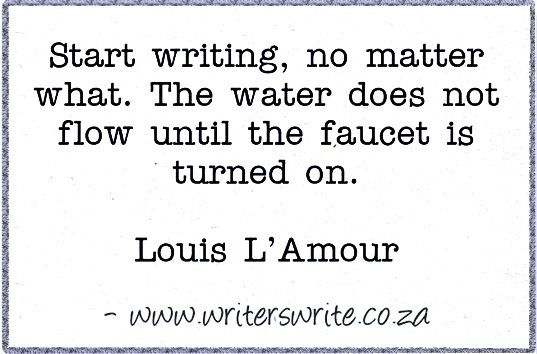 Start writing, no matter
what. The water does not
flow until the faucet is
turned on.
Louis L'Amour
- www.writerswrite.co.za